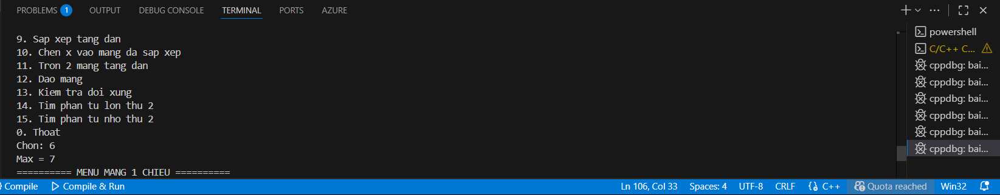 PROBLEMS 1 OUTPUT DEBUG CONSOLE TERMINAL PORTS AZURE
9. Sap xep tang dan
10. Chen x vao mang da sap xep
11. Tron 2 mang tang dan
12. Dao mang
13. Kiem tra doi xung
14. Tim phan tu lon thu 2
15. Tim phan tu nho thu 2
0. Thoat
Chon: 6
Max = 7
========== MENU MANG 1 CHIEU ==========
powershell
C/C++ C...
cppdbg: bai...
cppdbg: bai...
cppdbg: bai...
cppdbg: bai...
cppdbg: bai...
cppdbg: bai...
Compile Compile & Run Ln 106, Col 33 Spaces: 4 UTF-8 CRLF C++ Quota reached Win32